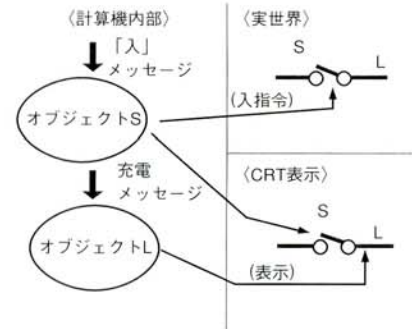 〈計算機内部〉
「入」
メッセージ
オブジェクトS
充電
メッセージ
オブジェクトL
〈実世界〉
S
L
(入指令)
〈CRT表示〉
S
L
(表示)